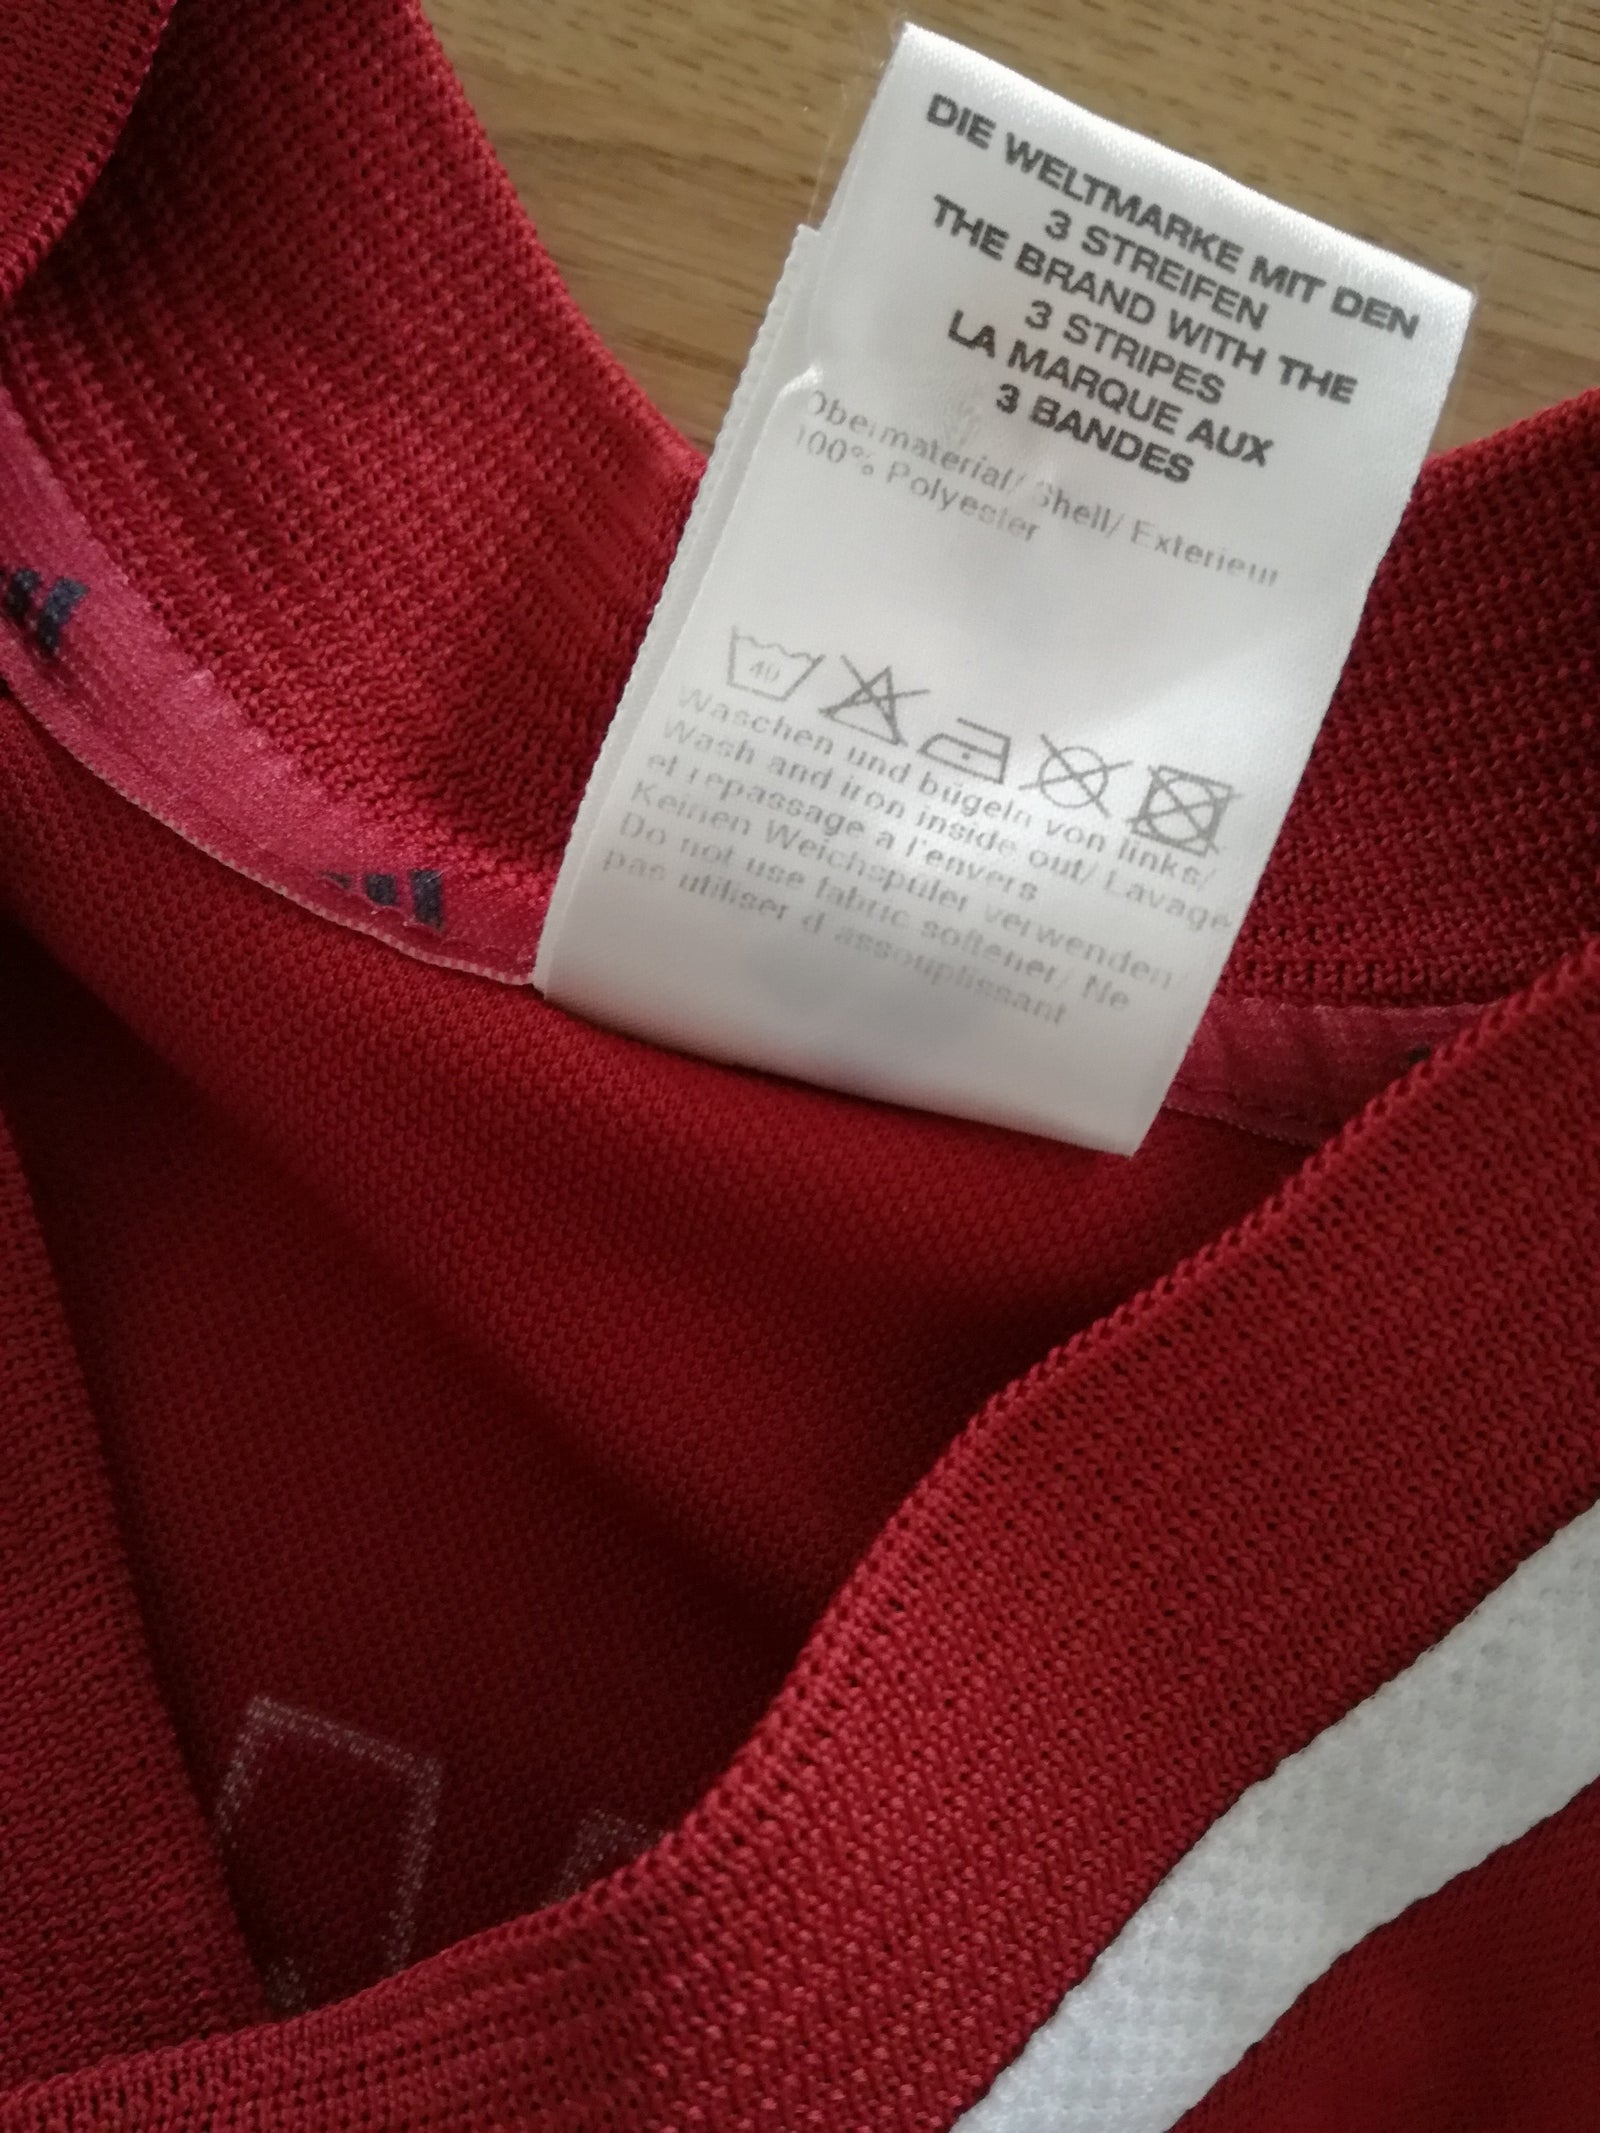 DIE WELTMARKE MIT DEN
3 STREIFEN
THE BRAND WITH THE
3 STRIPES
LA MARQUE AUX
3 BANDES
Obermaterial/ Shell/ Exterieur
100% Polyester
40
Waschen und bügeln von links/
Wash and iron inside out/ Lavage
et repassage a l'envers
Keinen Weichspüler verwenden/
Do not use fabric softener/ Ne
pas utiliser d assouplissant